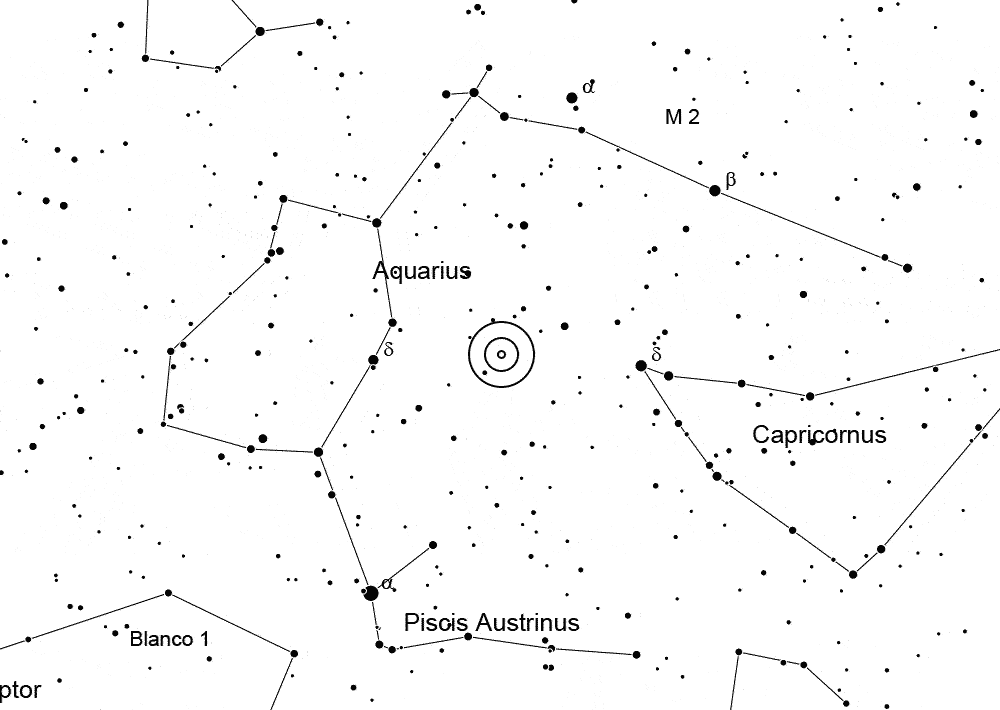 α
M 2
β
Aquarius
δ
δ
Capricornus
α
Piscis Austrinus
Blanco 1
ptor